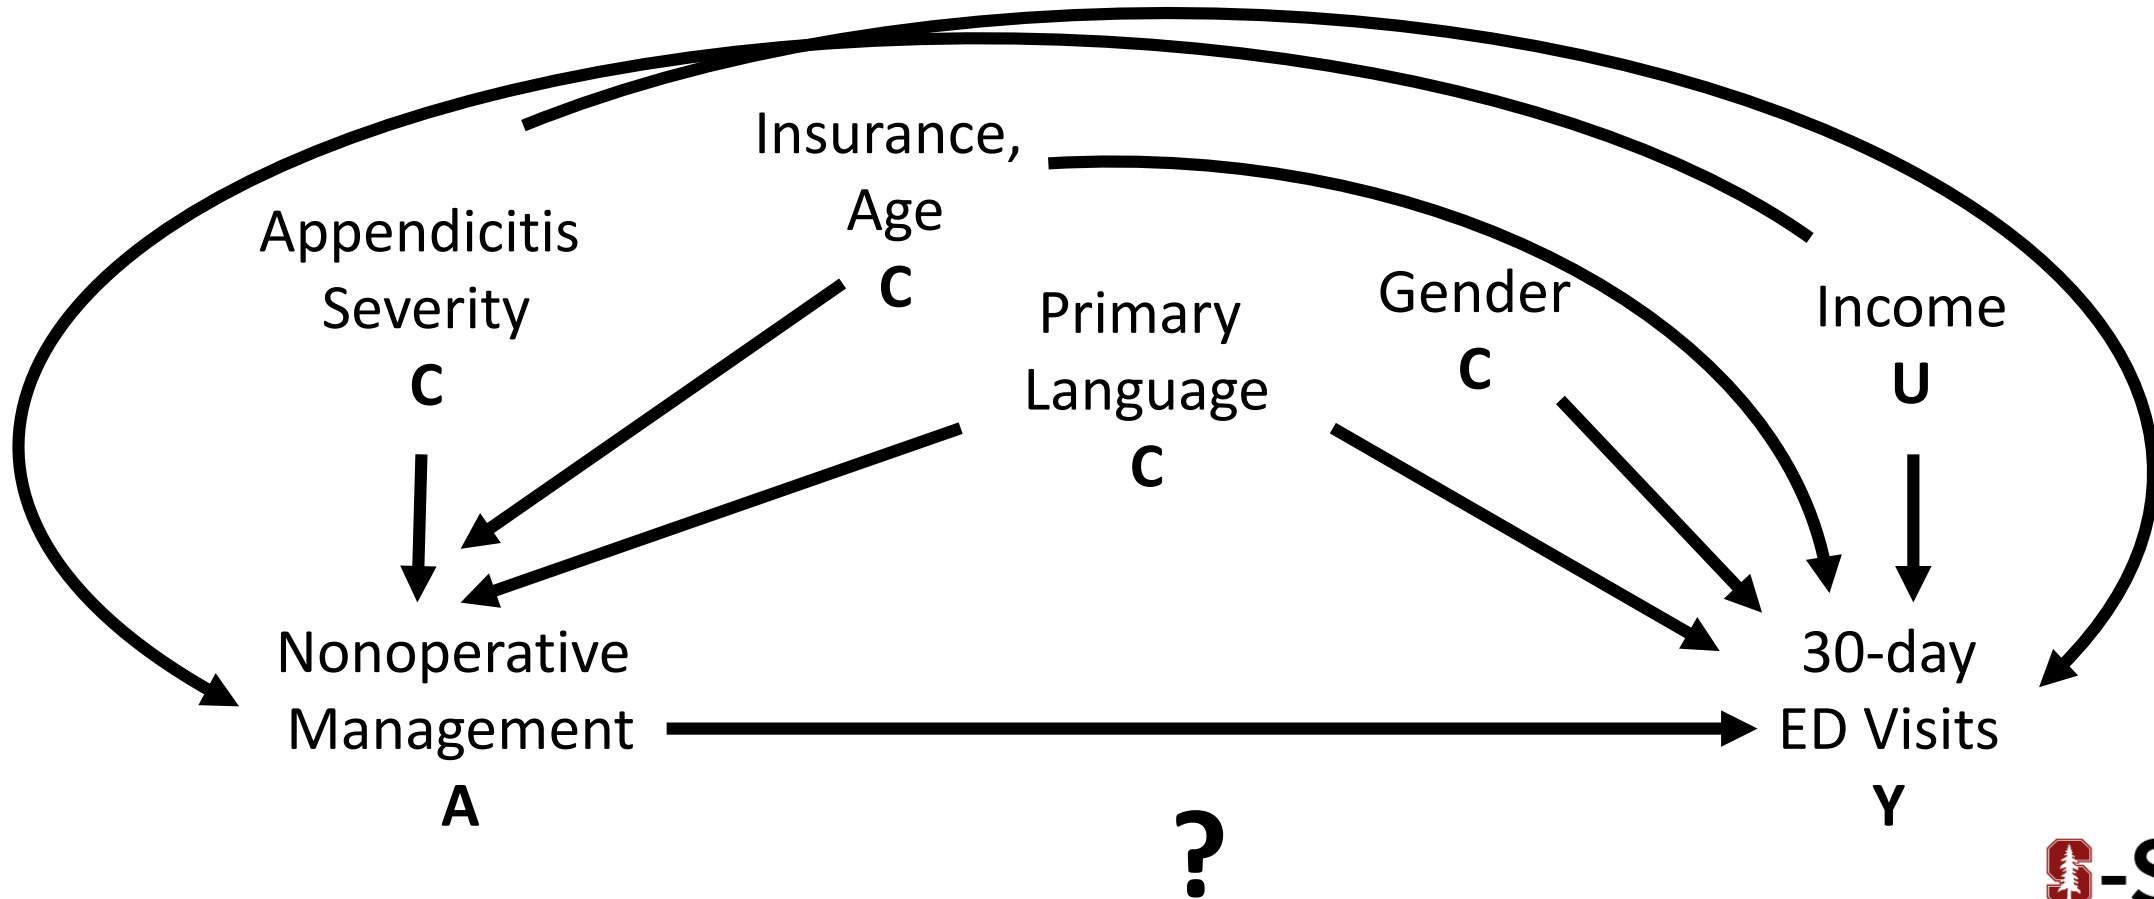 Insurance,
Age
C
Appendicitis
Severity
C
Primary
Language
C
Gender
C
Income
U
Nonoperative
Management
A
30-day
ED Visits
Y
?
S-S